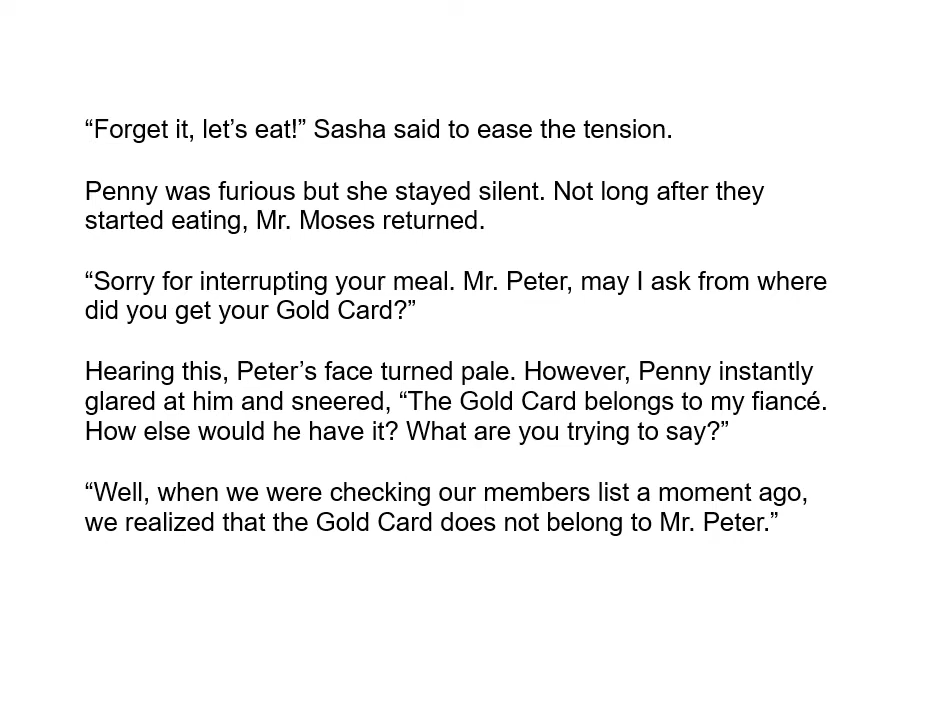 “Forget it, let’s eat!” Sasha said to ease the tension.
Penny was furious but she stayed silent. Not long after they
started eating, Mr. Moses returned.
“Sorry for interrupting your meal. Mr. Peter, may I ask from where
did you get your Gold Card?”
Hearing this, Peter’s face turned pale. However, Penny instantly
glared at him and sneered, “The Gold Card belongs to my fiancé.
How else would he have it? What are you trying to say?”
“Well, when we were checking our members list a moment ago,
we realized that the Gold Card does not belong to Mr. Peter.”